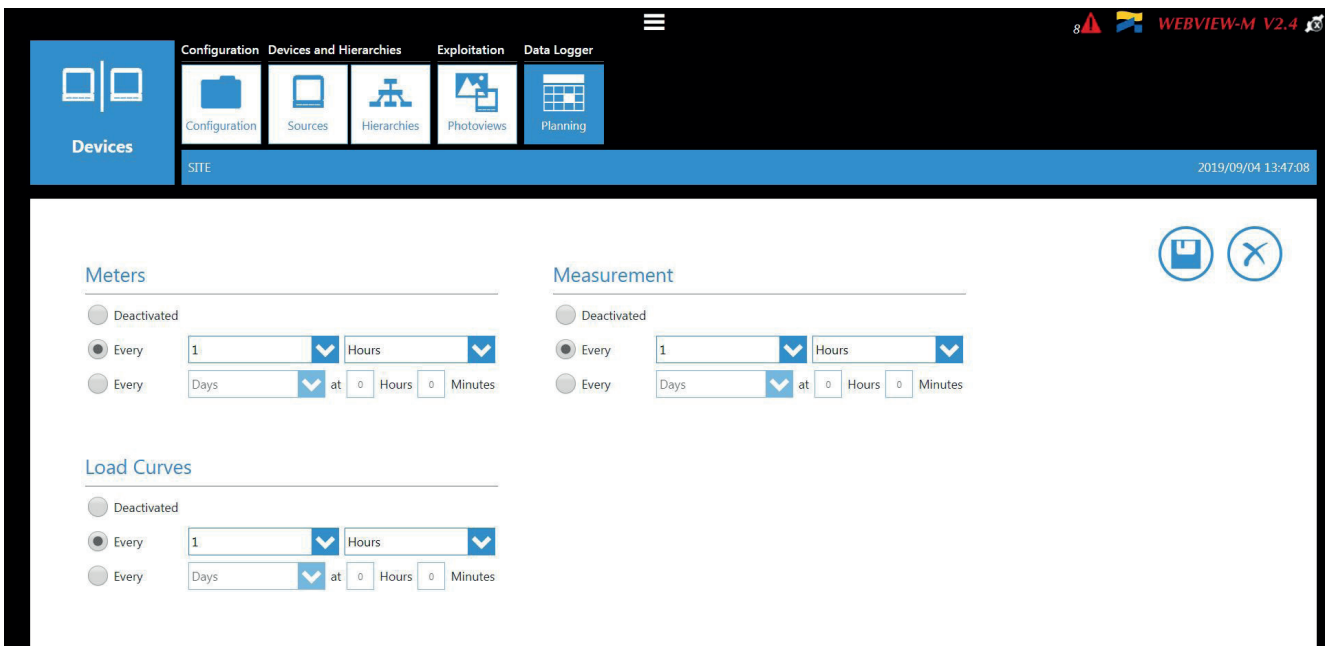 8 WEBVIEW-M V2.4
Configuration Devices and Hierarchies Exploitation Data Logger
Configuration Sources Hierarchies Photoviews Planning
Devices
SITE 2019/09/04 13:47:08
Meters
Deactivated
Every 1 Hours
Every Days at 0 Hours 0 Minutes
Measurement
Deactivated
Every 1 Hours
Every Days at 0 Hours 0 Minutes
Load Curves
Deactivated
Every 1 Hours
Every Days at 0 Hours 0 Minutes